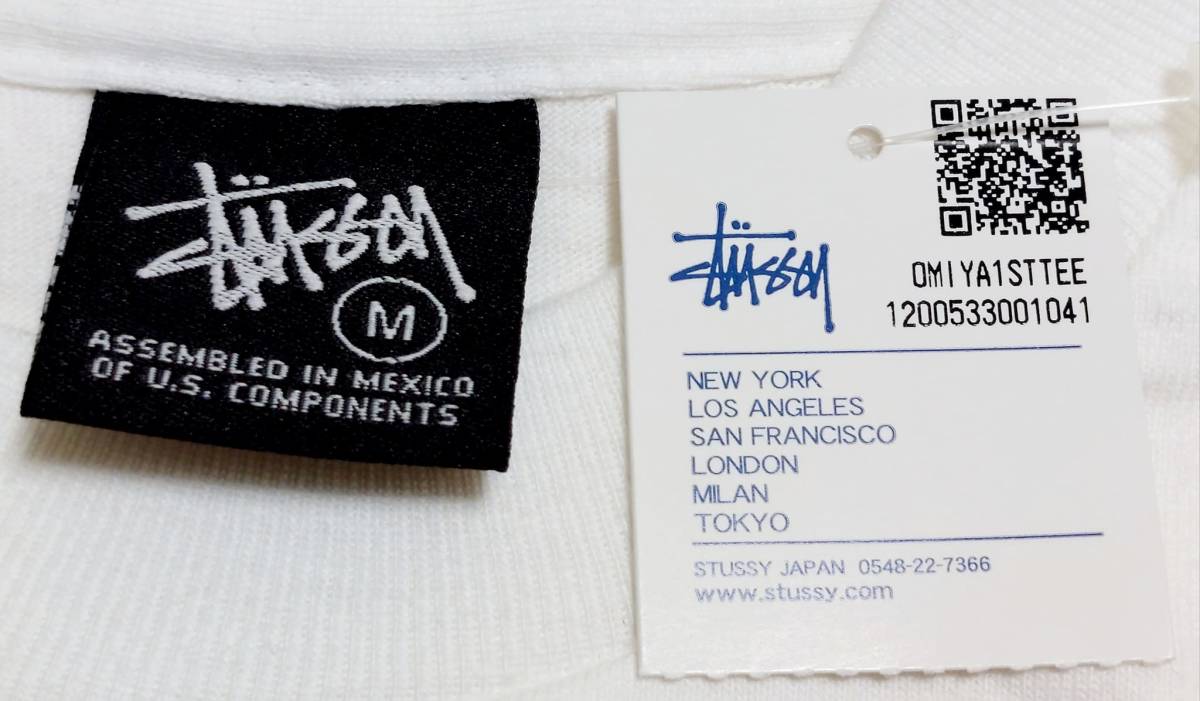 Stüssy
M
ASSEMBLED IN MEXICO
OF U.S. COMPONENTS
Stüssy
OMIYA1STTEE
1200533001041
NEW YORK
LOS ANGELES
SAN FRANCISCO
LONDON
MILAN
TOKYO
STUSSY JAPAN 0548-22-7366
www.stussy.com